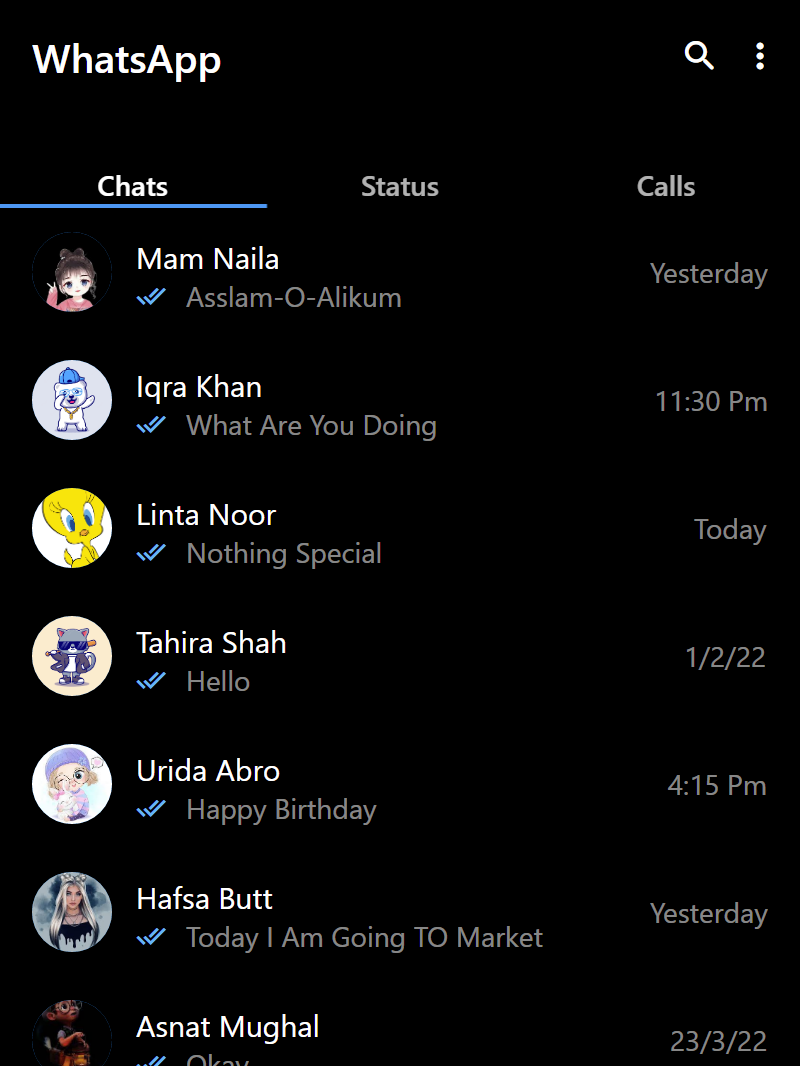 WhatsApp
Chats Status Calls
Mam Naila
Yesterday
Asslam-O-Alikum
Iqra Khan
11:30 Pm
What Are You Doing
Linta Noor
Today
Nothing Special
Tahira Shah
1/2/22
Hello
Urida Abro
4:15 Pm
Happy Birthday
Hafsa Butt
Yesterday
Today I Am Going TO Market
Asnat Mughal
23/3/22
Okay